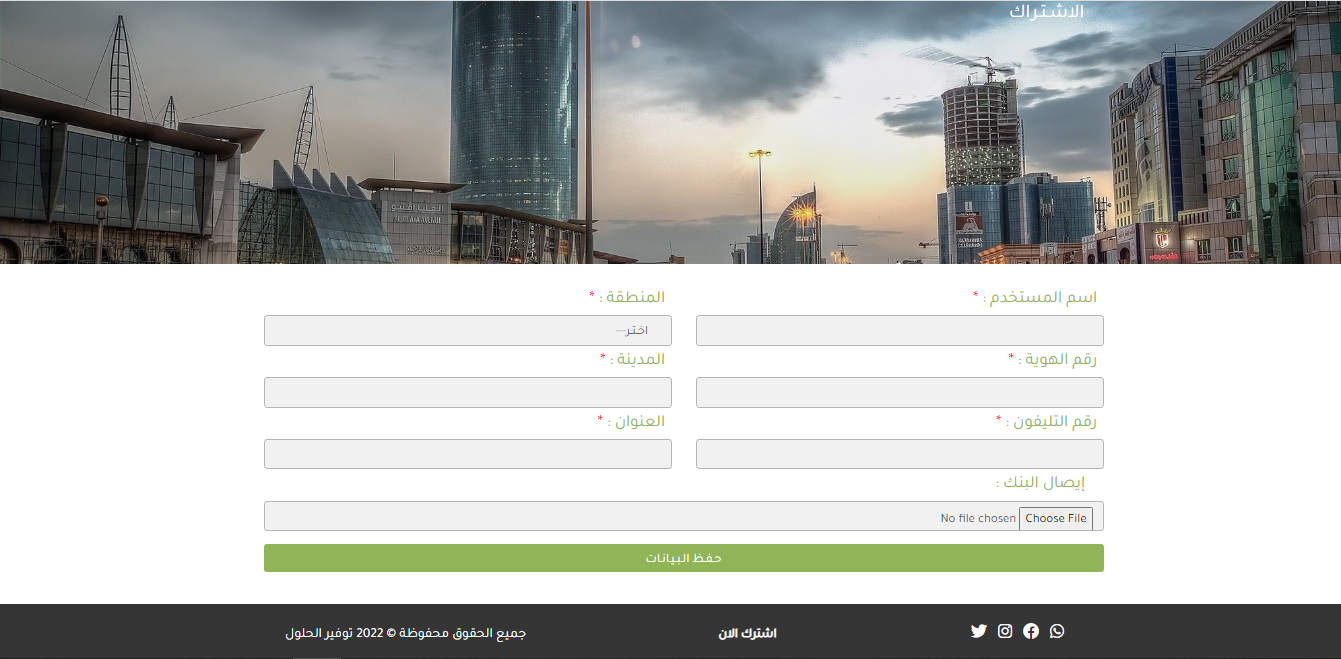 الاشتراك
اسم المستخدم : *
المنطقة : *
اختر---
رقم الهوية : *
المدينة : *
رقم التليفون : *
العنوان : *
إيصال البنك :
Choose File No file chosen
حفظ البيانات
اشترك الان
جميع الحقوق محفوظة © 2022 توفير الحلول